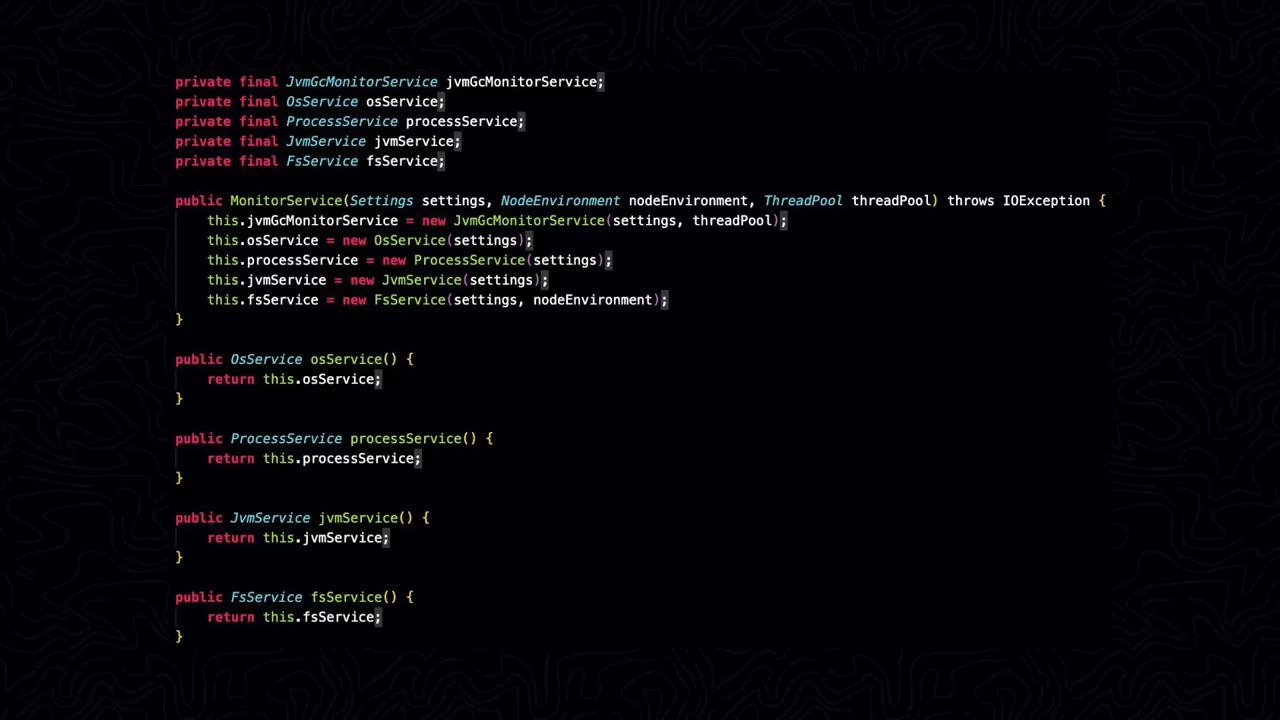 private final JvmGcMonitorService jvmGcMonitorService;
private final OsService osService;
private final ProcessService processService;
private final JvmService jvmService;
private final FsService fsService;
public MonitorService(Settings settings, NodeEnvironment nodeEnvironment, ThreadPool threadPool) throws IOException {
this.jvmGcMonitorService = new JvmGcMonitorService(settings, threadPool);
this.osService = new OsService(settings);
this.processService = new ProcessService(settings);
this.jvmService = new JvmService(settings);
this.fsService = new FsService(settings, nodeEnvironment);
}
public OsService osService() {
return this.osService;
}
public ProcessService processService() {
return this.processService;
}
public JvmService jvmService() {
return this.jvmService;
}
public FsService fsService() {
return this.fsService;
}